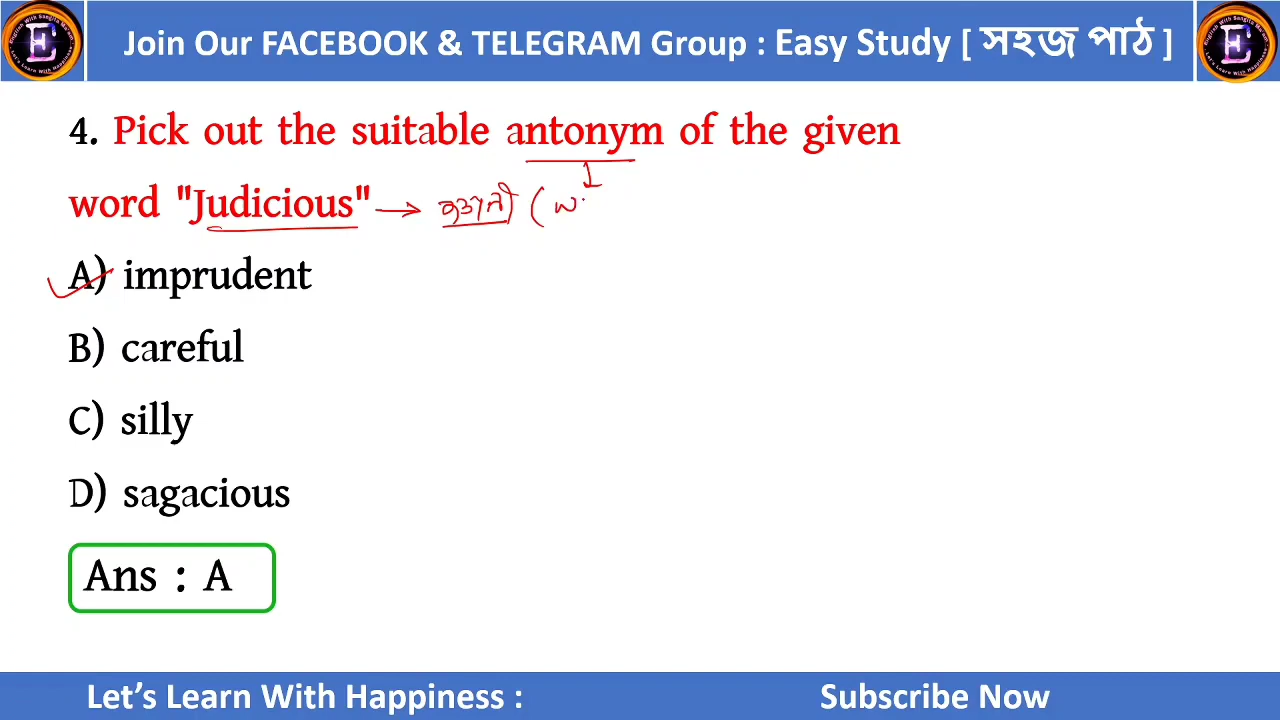 Join Our FACEBOOK & TELEGRAM Group : Easy Study [ সহজ পাঠ ]
4. Pick out the suitable antonym of the given
word "Judicious" → (w.
A) imprudent
B) careful
C) silly
D) sagacious
Ans : A
Let's Learn With Happiness :
Subscribe Now